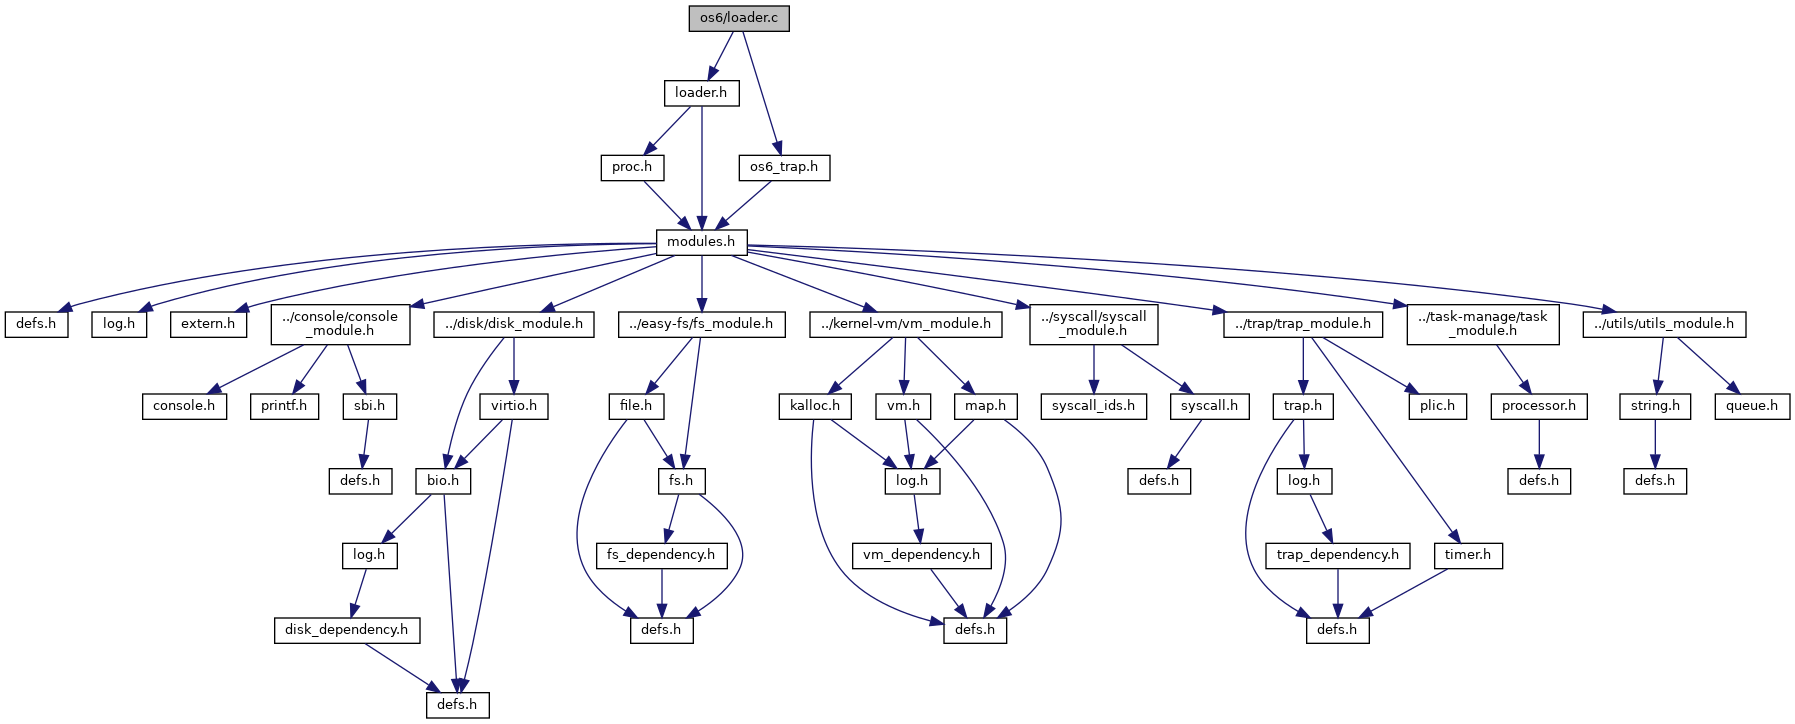 os6/loader.c
loader.h
proc.h
os6_trap.h
modules.h
defs.h
log.h
extern.h
../console/console
_module.h
../disk/disk_module.h
../easy-fs/fs_module.h
../kernel-vm/vm_module.h
../syscall/syscall
_module.h
../trap/trap_module.h
../task-manage/task
_module.h
../utils/utils_module.h
console.h
printf.h
sbi.h
virtio.h
file.h
kalloc.h
vm.h
map.h
syscall_ids.h
syscall.h
trap.h
plic.h
processor.h
string.h
queue.h
defs.h
bio.h
fs.h
log.h
defs.h
log.h
defs.h
defs.h
log.h
fs_dependency.h
vm_dependency.h
trap_dependency.h
timer.h
disk_dependency.h
defs.h
defs.h
defs.h
defs.h